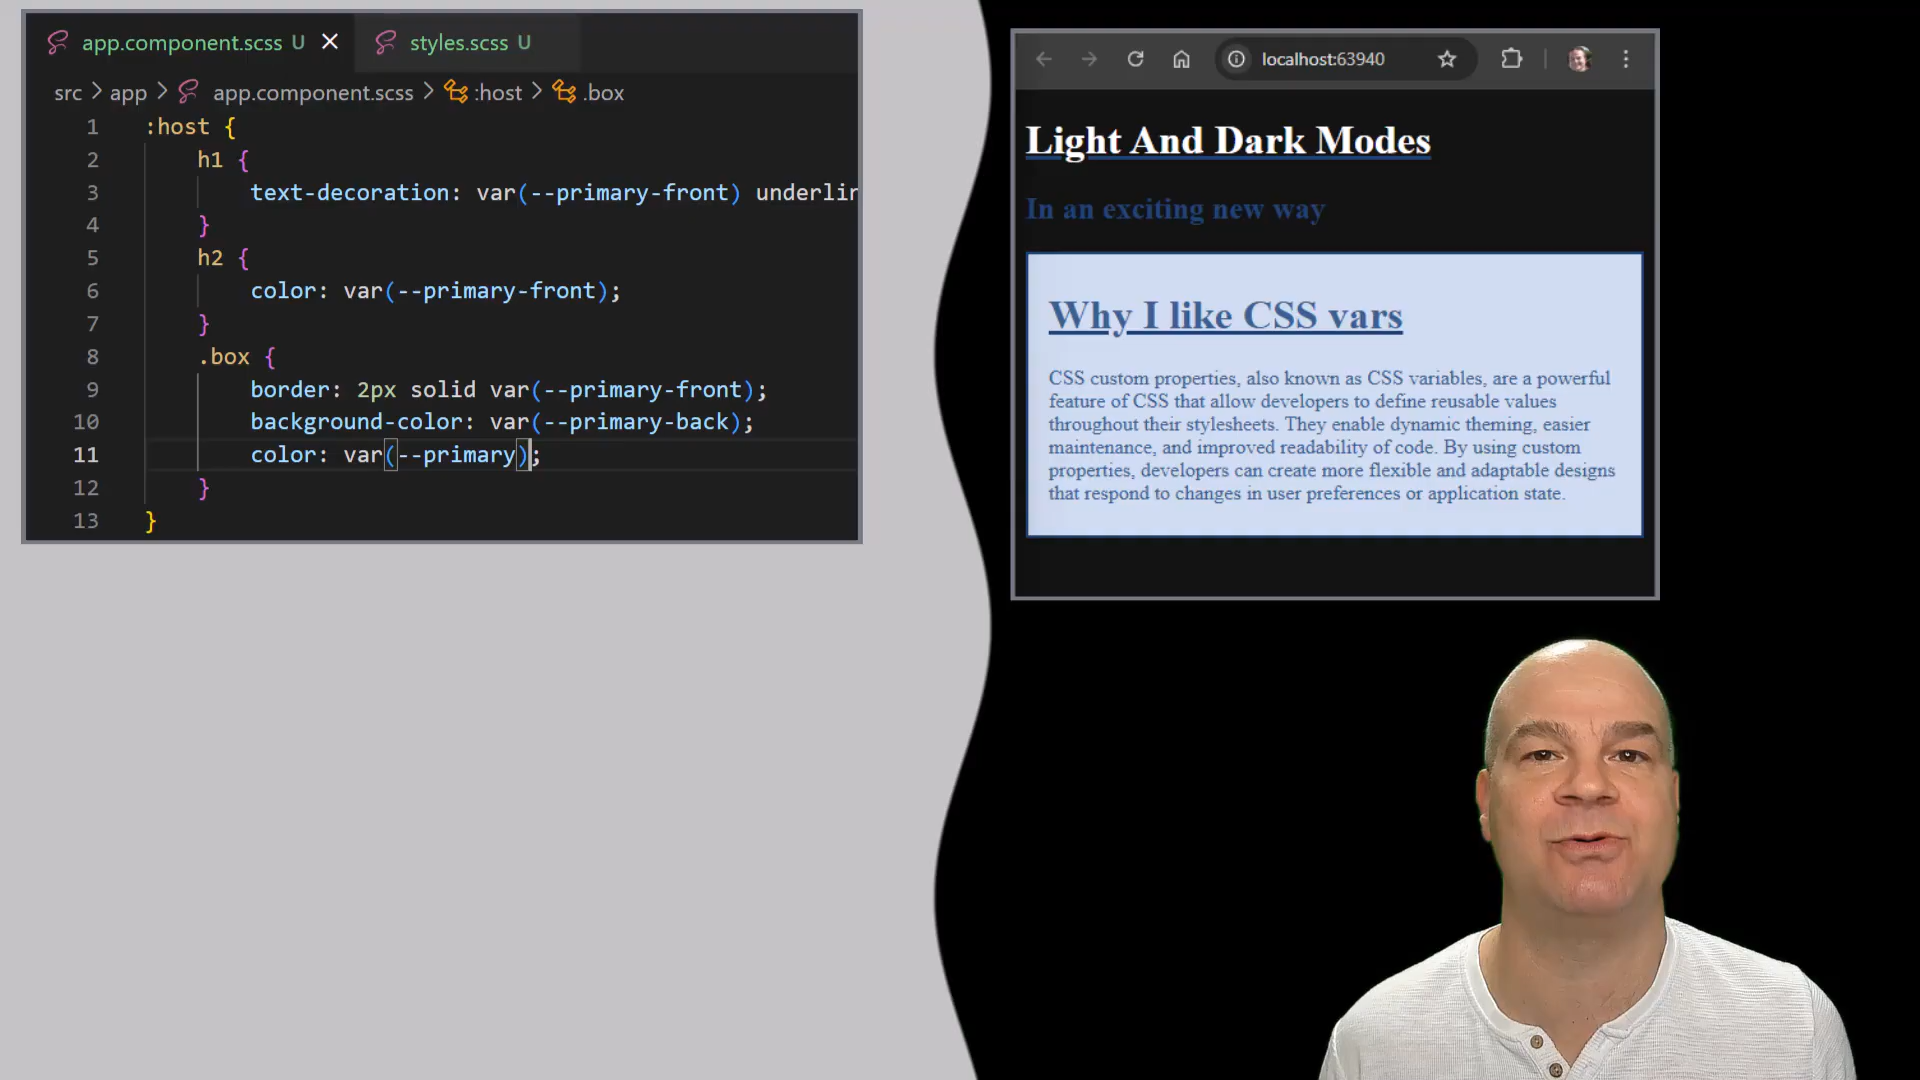 app.component.scss U
styles.scss U
src > app > app.component.scss > :host > .box
1 :host {
2 h1 {
3 text-decoration: var(--primary-front) underlin
4 }
5 h2 {
6 color: var(--primary-front);
7 }
8 .box {
9 border: 2px solid var(--primary-front);
10 background-color: var(--primary-back);
11 color: var(--primary);
12 }
13 }
localhost:63940
Light And Dark Modes
In an exciting new way
Why I like CSS vars
CSS custom properties, also known as CSS variables, are a powerful
feature of CSS that allow developers to define reusable values
throughout their stylesheets. They enable dynamic theming, easier
maintenance, and improved readability of code. By using custom
properties, developers can create more flexible and adaptable designs
that respond to changes in user preferences or application state.